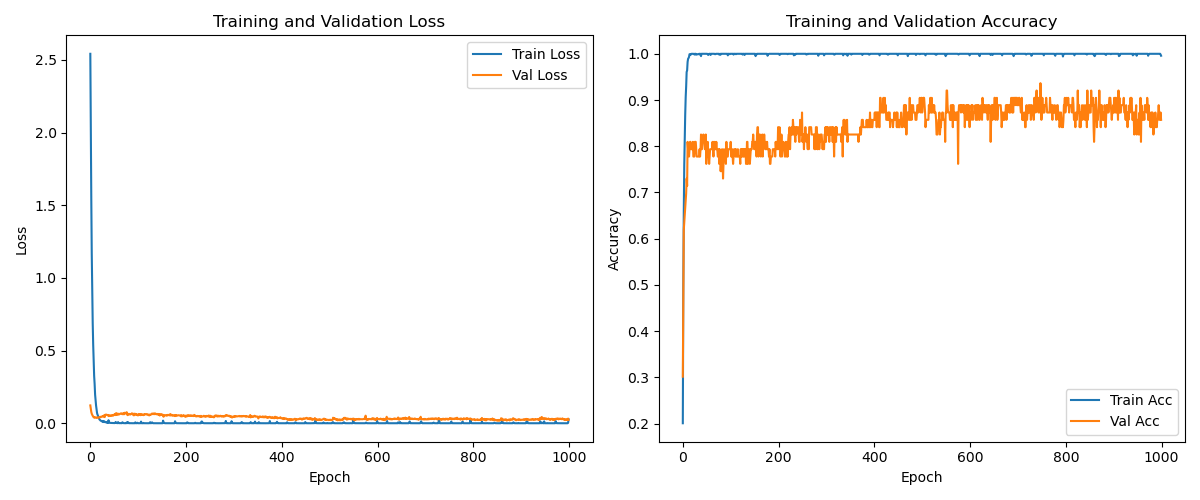 Training and Validation Loss
2.5
2.0
1.5
1.0
0.5
0.0
Loss
0
200
400
600
800
1000
Epoch
Train Loss
Val Loss
Training and Validation Accuracy
1.0
0.9
0.8
0.7
0.6
0.5
0.4
0.3
0.2
Accuracy
0
200
400
600
800
1000
Epoch
Train Acc
Val Acc